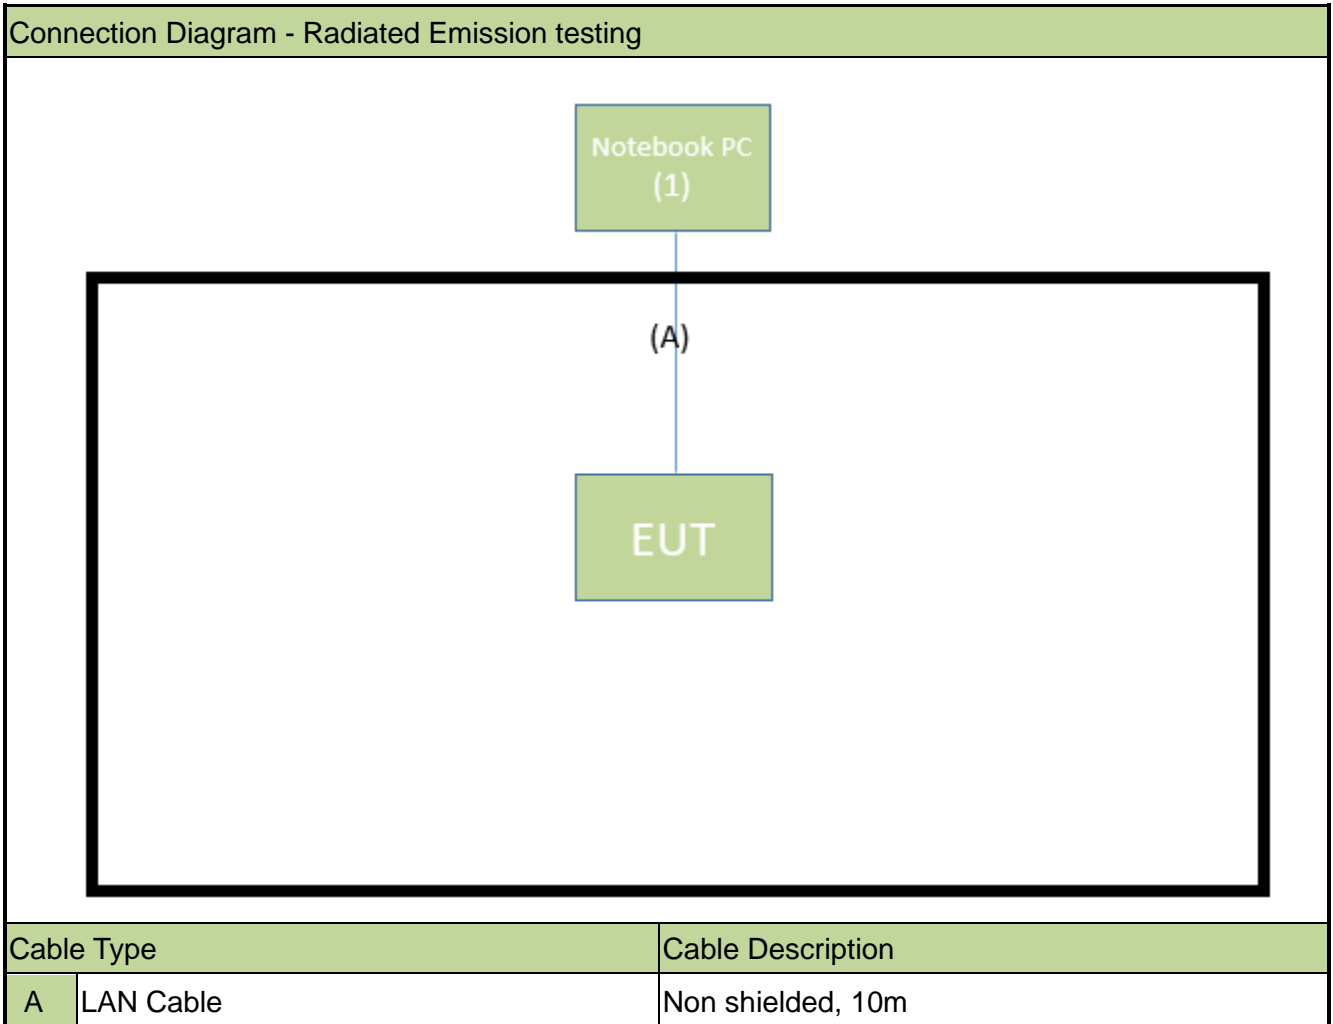 Connection Diagram - Radiated Emission testing
Notebook PC
(1)
(A)
EUT
Cable Type Cable Description
A LAN Cable Non shielded, 10m